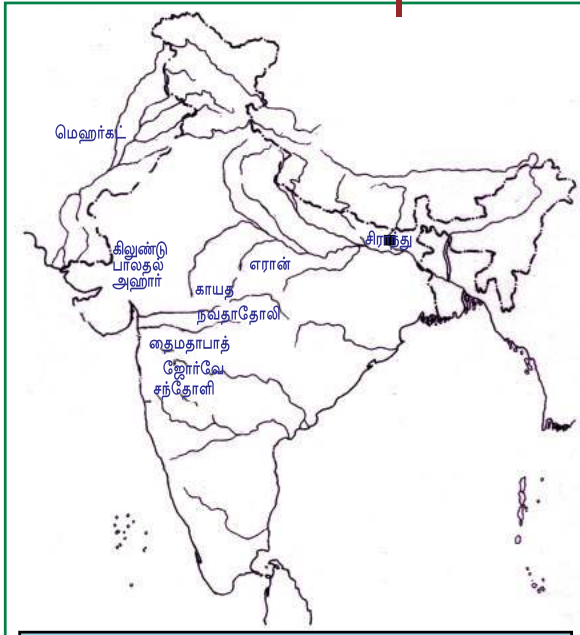 மெஹர்கட்
சிராந்து
கிலுண்டு
பாலதல்
அஹார்
எரான்
காயத
நவதாதோலி
தைமதாபாத்
ஜோர்வே
சந்தோளி